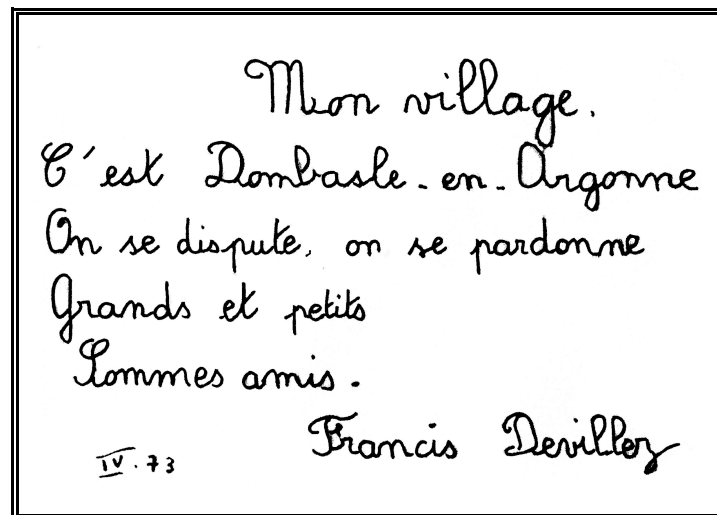 Mon village.
C'est Dombasle-en-Argonne
On se dispute, on se pardonne
Grands et petits
Sommes amis.
Francis Devillez
IV.73